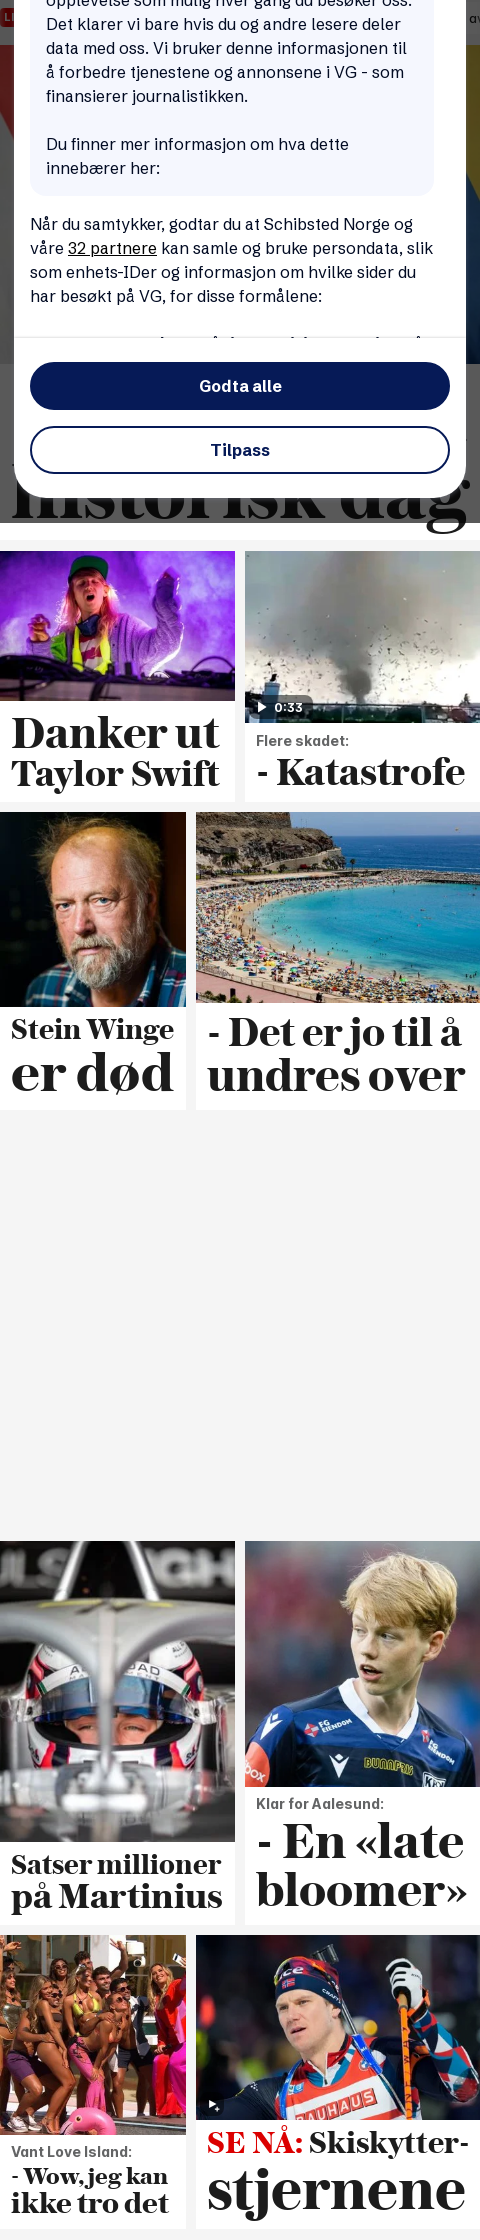 opplevelse som mulig hver gang du besøker oss.
Det klarer vi bare hvis du og andre lesere deler
data med oss. Vi bruker denne informasjonen til
å forbedre tjenestene og annonsene i VG - som
finansierer journalistikken.
Du finner mer informasjon om hva dette
innebærer her:
Når du samtykker, godtar du at Schibsted Norge og
våre 32 partnere kan samle og bruke persondata, slik
som enhets-IDer og informasjon om hvilke sider du
har besøkt på VG, for disse formålene:
Godta alle
Tilpass
historisk dag
0:33
Danker ut
Taylor Swift
Flere skadet:
- Katastrofe
Stein Winge
er død
- Det er jo til å
undres over
FG
EIENDOM
FG
EIENDOM
BUNNPRIS
Satser millioner
på Martinius
Klar for Aalesund:
- En «late
bloomer»
BAUHAUS
Vant Love Island:
- Wow, jeg kan
ikke tro det
SE NÅ: Skiskytter-
stjernene